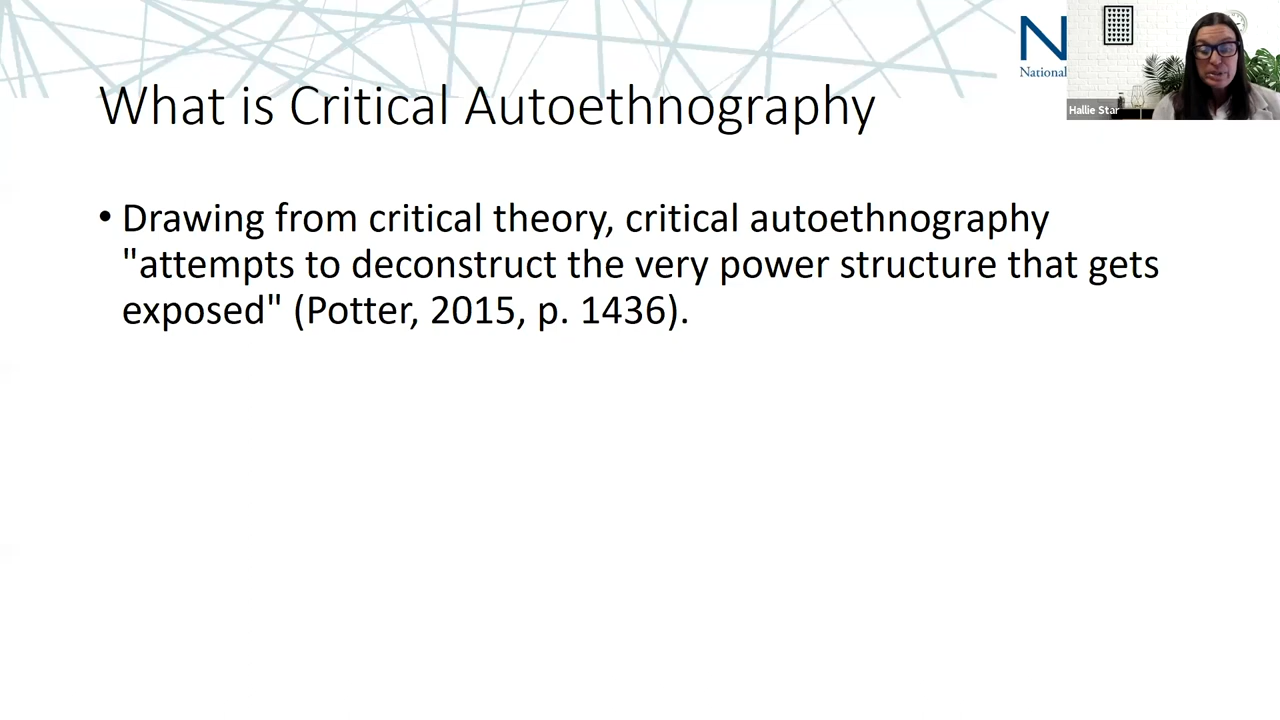 What is Critical Autoethnography
N
National
Hallie Star
• Drawing from critical theory, critical autoethnography
"attempts to deconstruct the very power structure that gets
exposed" (Potter, 2015, p. 1436).